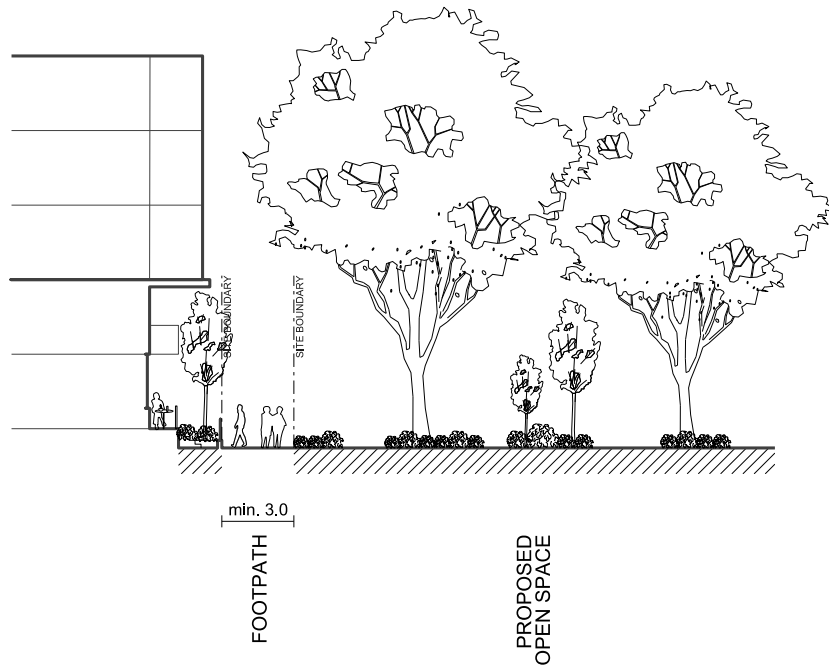 SITE BOUNDARY
SITE BOUNDARY
min. 3.0
FOOTPATH
PROPOSED
OPEN SPACE